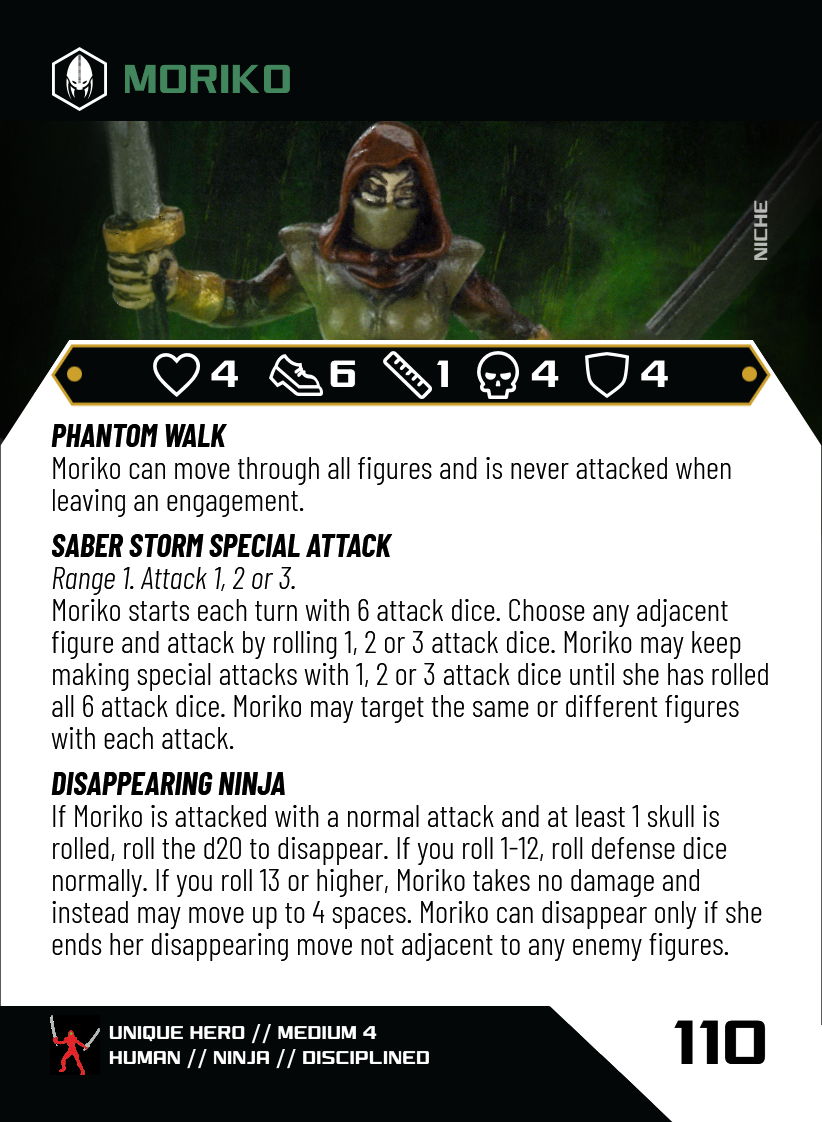 MORIKO
NICHE
4 6 1 4 4
PHANTOM WALK
Moriko can move through all figures and is never attacked when
leaving an engagement.
SABER STORM SPECIAL ATTACK
Range 1. Attack 1, 2 or 3.
Moriko starts each turn with 6 attack dice. Choose any adjacent
figure and attack by rolling 1, 2 or 3 attack dice. Moriko may keep
making special attacks with 1, 2 or 3 attack dice until she has rolled
all 6 attack dice. Moriko may target the same or different figures
with each attack.
DISAPPEARING NINJA
If Moriko is attacked with a normal attack and at least 1 skull is
rolled, roll the d20 to disappear. If you roll 1-12, roll defense dice
normally. If you roll 13 or higher, Moriko takes no damage and
instead may move up to 4 spaces. Moriko can disappear only if she
ends her disappearing move not adjacent to any enemy figures.
UNIQUE HERO // MEDIUM 4
HUMAN // NINJA // DISCIPLINED
110